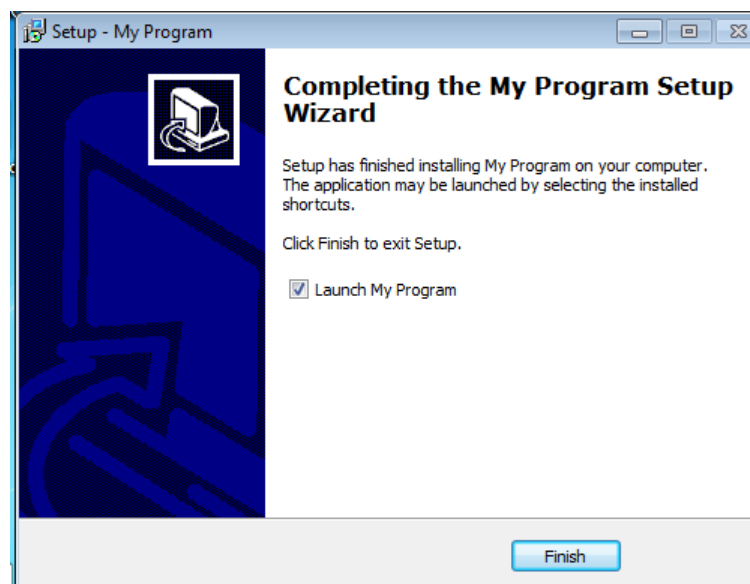 Setup - My Program
Completing the My Program Setup
Wizard
Setup has finished installing My Program on your computer.
The application may be launched by selecting the installed
shortcuts.
Click Finish to exit Setup.
Launch My Program
Finish